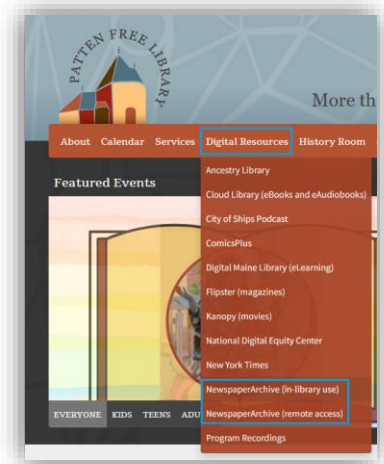 PATTEN FREE LIBRARY
More th
About Calendar Services Digital Resources History Room
Featured Events
Ancestry Library
Cloud Library (eBooks and eAudiobooks)
City of Ships Podcast
ComicsPlus
Digital Maine Library (eLearning)
Flipster (magazines)
Kanopy (movies)
National Digital Equity Center
New York Times
NewspaperArchive (in-library use)
NewspaperArchive (remote access)
Program Recordings
EVERYONE KIDS TEENS ADU